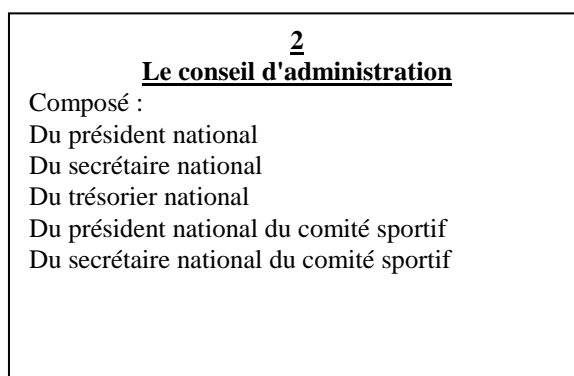 2
Le conseil d'administration
Composé :
Du président national
Du secrétaire national
Du trésorier national
Du président national du comité sportif
Du secrétaire national du comité sportif